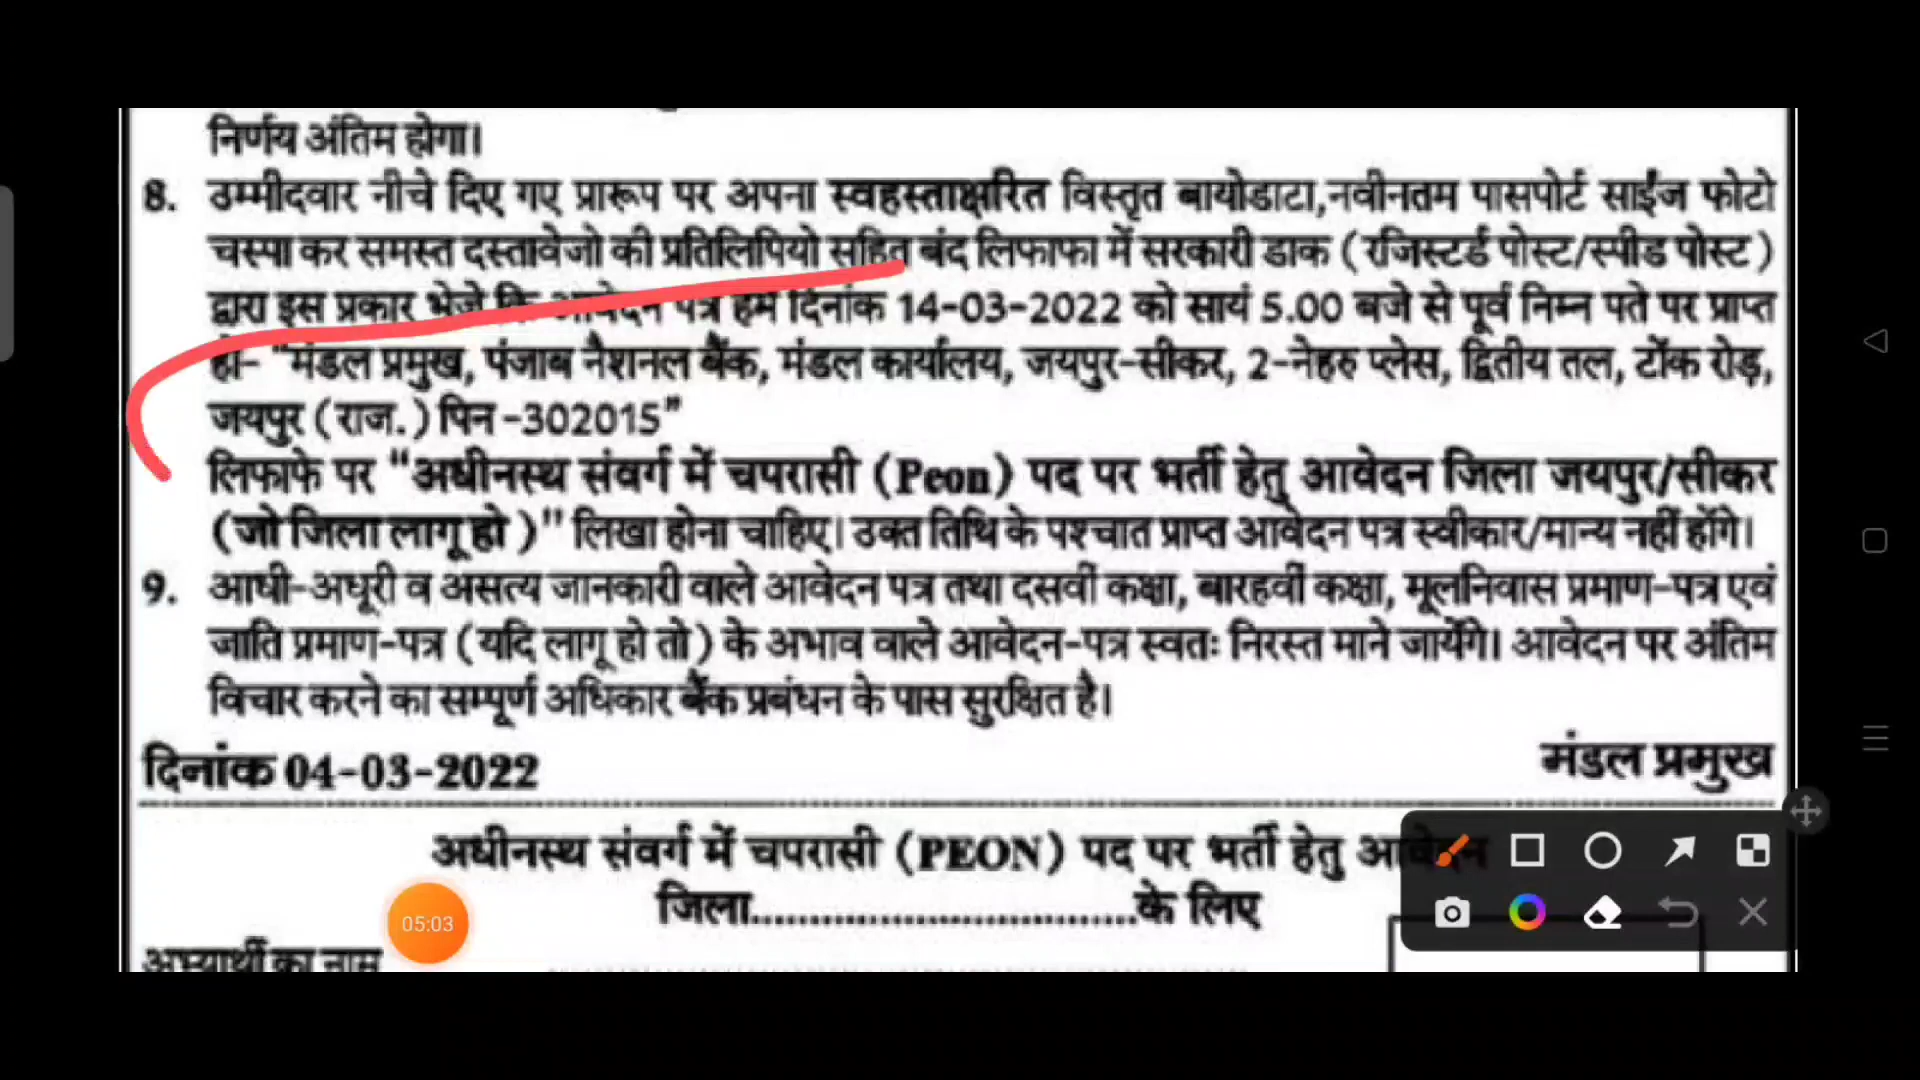 निर्णय अंतिम होगा।
8. उम्मीदवार नीचे दिए गए प्रारूप पर अपना स्वहस्ताक्षरित विस्तृत बायोडाटा,नवीनतम पासपोर्ट साईज फोटो
चस्पा कर समस्त दस्तावेजो की प्रतिलिपियो सहित बंद लिफाफा में सरकारी डाक (रजिस्टर्ड पोस्ट/स्पीड पोस्ट)
द्वारा इस प्रकार भेजे कि आवेदन पत्र हमें दिनांक 14-03-2022 को सायं 5.00 बजे से पूर्व निम्न पते पर प्राप्त
हो- "मंडल प्रमुख, पंजाब नैशनल बैंक, मंडल कार्यालय, जयपुर-सीकर, 2-नेहरु प्लेस, द्वितीय तल, टोंक रोड़,
जयपुर (राज.) पिन -302015"
लिफाफे पर "अधीनस्थ संवर्ग में चपरासी (Peon) पद पर भर्ती हेतु आवेदन जिला जयपुर/सीकर
(जो जिला लागू हो )" लिखा होना चाहिए। उक्त तिथि के पश्चात प्राप्त आवेदन पत्र स्वीकार/मान्य नहीं होंगे।
9. आधी-अधूरी व असत्य जानकारी वाले आवेदन पत्र तथा दसवीं कक्षा, बारहवीं कक्षा, मूलनिवास प्रमाण-पत्र एवं
जाति प्रमाण-पत्र (यदि लागू हो तो) के अभाव वाले आवेदन-पत्र स्वतः निरस्त माने जायेंगे। आवेदन पर अंतिम
विचार करने का सम्पूर्ण अधिकार बैंक प्रबंधन के पास सुरक्षित है।
दिनांक 04-03-2022 मंडल प्रमुख
अधीनस्थ संवर्ग में चपरासी (PEON) पद पर भर्ती हेतु आवेदन
जिला..................................के लिए
05:03
अभ्यार्थी का नाम